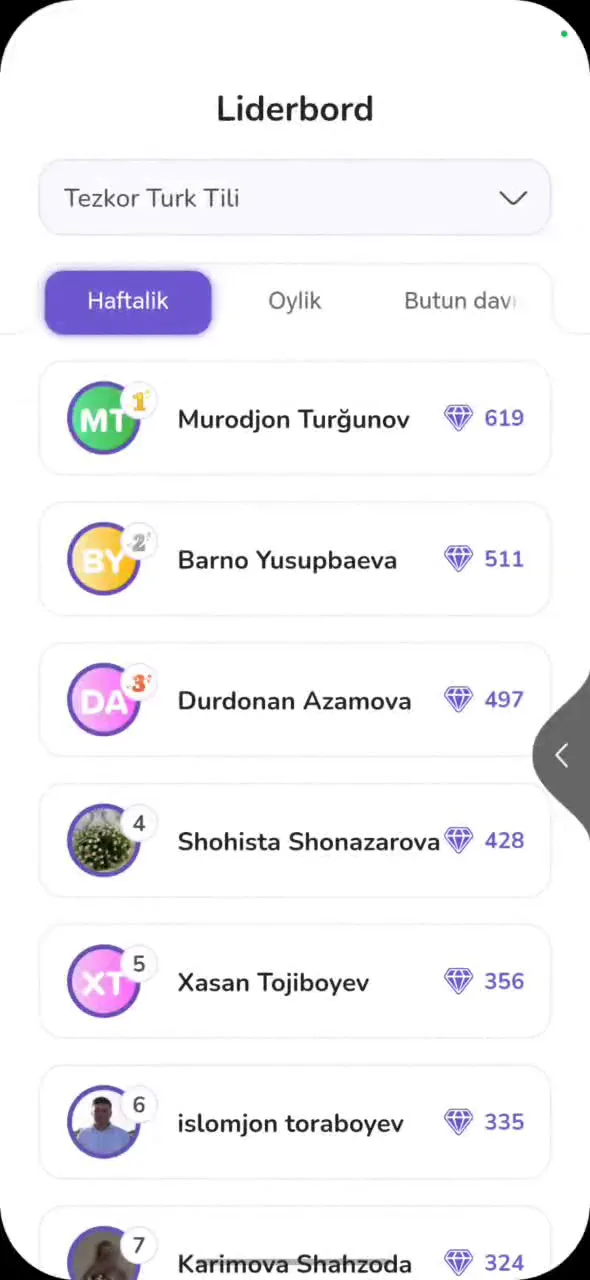 Liderbord
Tezkor Turk Tili
Haftalik Oylik Butun dav
MT 1 Murodjon Turğunov 619
BY 2 Barno Yusupbaeva 511
DA 3 Durdonan Azamova 497
4 Shohista Shonazarova 428
XT 5 Xasan Tojiboyev 356
6 islomjon toraboyev 335
7 Karimova Shahzoda 324